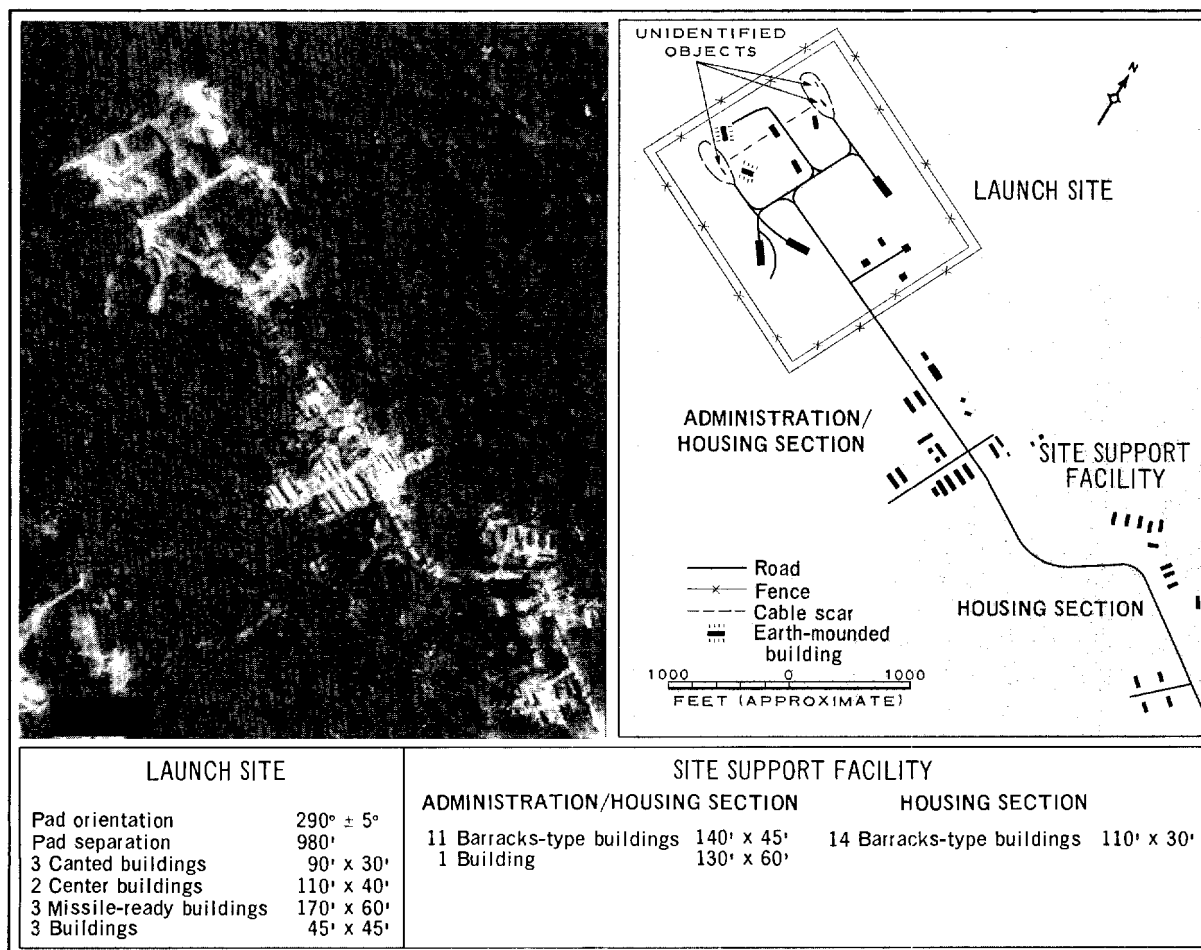 UNIDENTIFIED
OBJECTS
N
LAUNCH SITE
ADMINISTRATION/
HOUSING SECTION
SITE SUPPORT
FACILITY
HOUSING SECTION
Road
Fence
Cable scar
Earth-mounded
building
1000 0 1000
FEET (APPROXIMATE)
LAUNCH SITE
Pad orientation 290° ± 5°
Pad separation 980'
3 Canted buildings 90' x 30'
2 Center buildings 110' x 40'
3 Missile-ready buildings 170' x 60'
3 Buildings 45' x 45'
SITE SUPPORT FACILITY
ADMINISTRATION/HOUSING SECTION
11 Barracks-type buildings 140' x 45'
1 Building 130' x 60'
HOUSING SECTION
14 Barracks-type buildings 110' x 30'